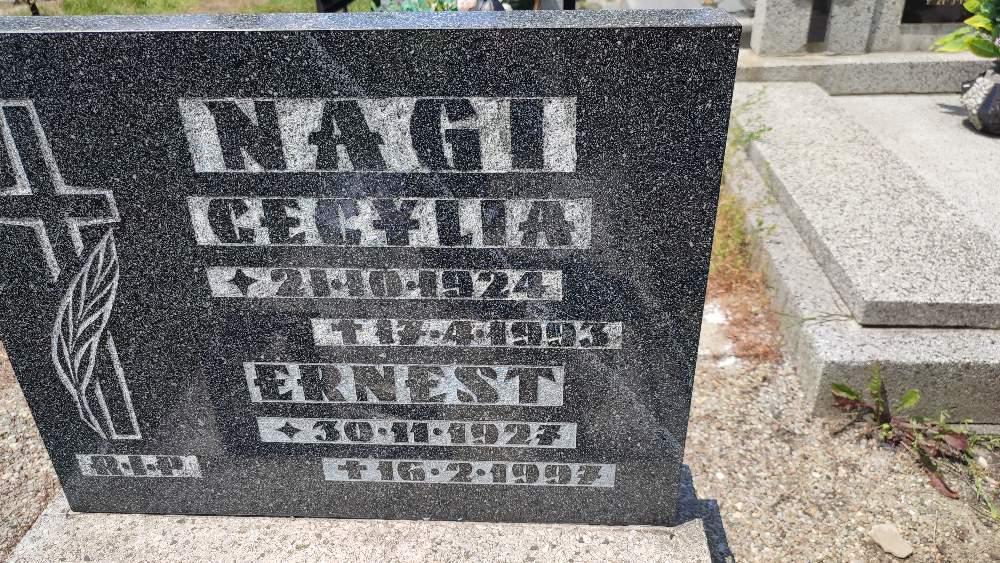 NAGI
CECYLIA
✦ 21·10·1924
✝ 17·4·1993
ERNEST
✦ 30·11·1927
R.I.P.
✝ 16·2·1997